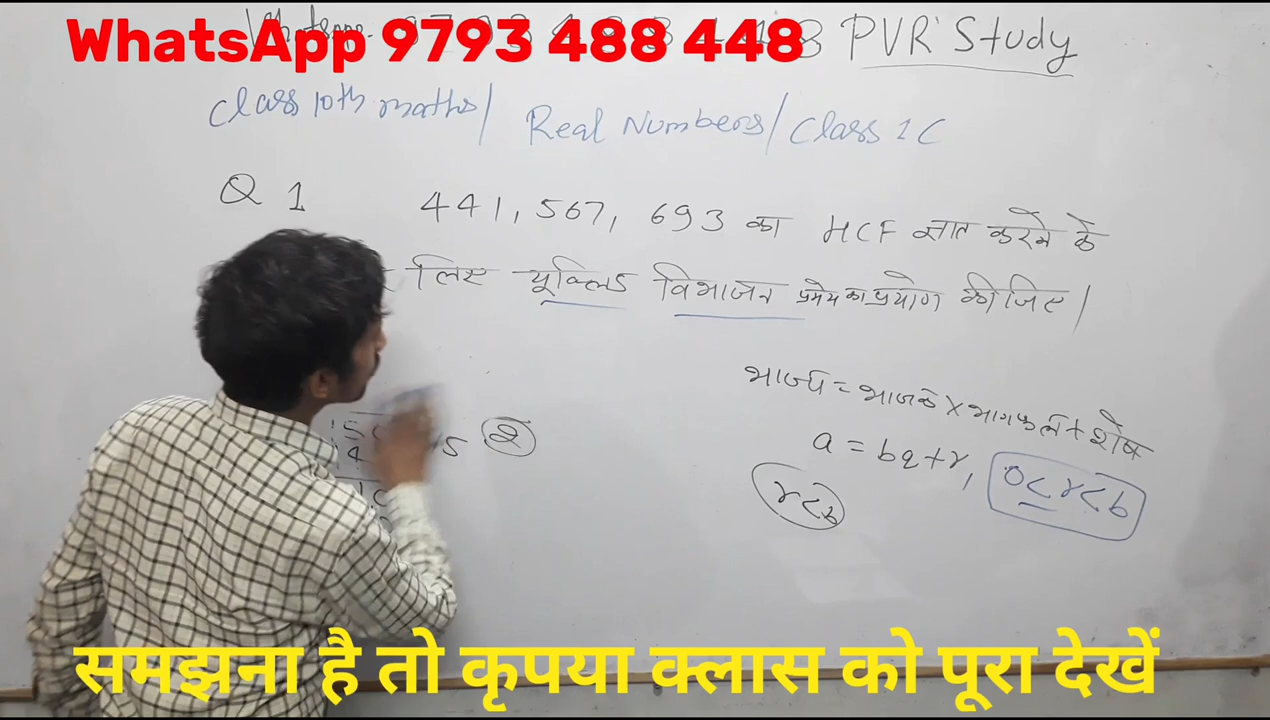 WhatsApp 9793 488 448
PVR Study
Class 10th maths/ Real Numbers/ Class 1C
Q 1 441, 567, 693 का HCF ज्ञात करने के
लिए यूक्लिड विभाजन प्रमेय का प्रयोग कीजिए।
भाज्य = भाजक × भागफल + शेष
a = bq + r, 0 ≤ r < b
r < b
समझना है तो कृपया क्लास को पूरा देखें